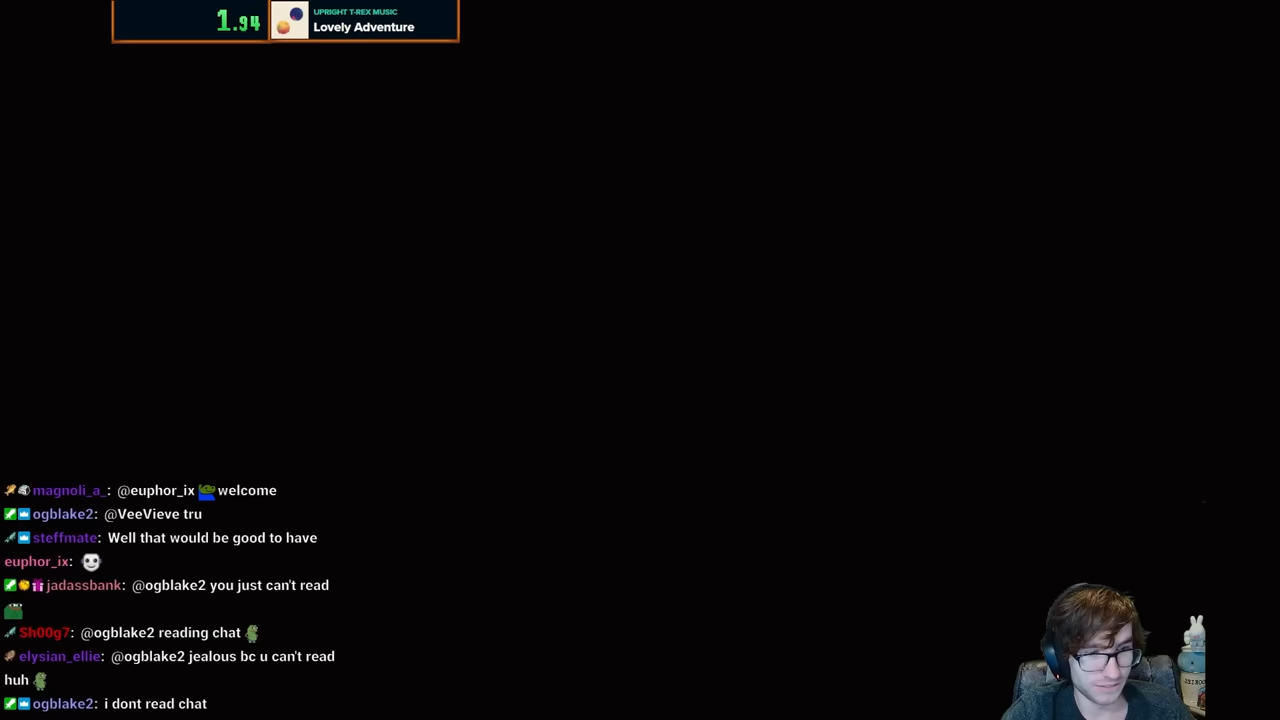 1.94
UPRIGHT T-REX MUSIC
Lovely Adventure
magnoli_a_: @euphor_ix welcome
ogblake2: @VeeVieve tru
steffmate: Well that would be good to have
euphor_ix:
jadassbank: @ogblake2 you just can't read
Sh00g7: @ogblake2 reading chat
elysian_ellie: @ogblake2 jealous bc u can't read
huh
ogblake2: i dont read chat